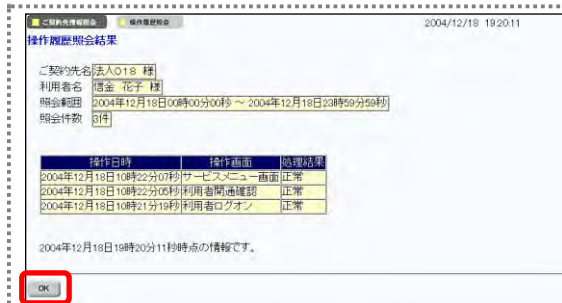 ご契約先情報照会 操作履歴照会 2004/12/18 19:20:11
操作履歴照会結果
ご契約先名 法人018 様
利用者名 信金 花子 様
照会範囲 2004年12月18日00時00分00秒 ～ 2004年12月18日23時59分59秒
照会件数 3件
操作日時 操作画面 処理結果
2004年12月18日10時22分07秒 サービスメニュー画面 正常
2004年12月18日10時22分05秒 利用者開通確認 正常
2004年12月18日10時21分19秒 利用者ログオン 正常
2004年12月18日19時20分11秒時点の情報です。
OK